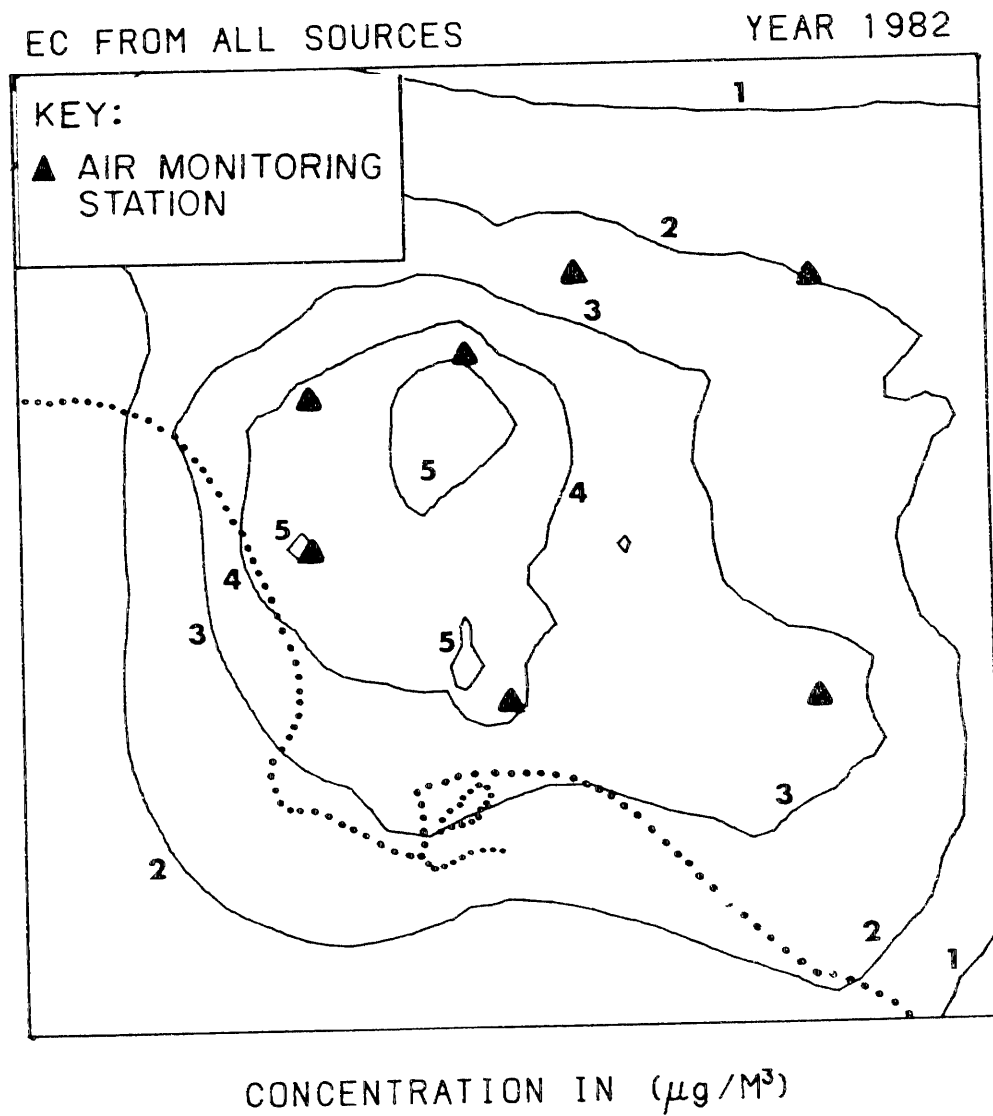 EC FROM ALL SOURCES
YEAR 1982
KEY:
▲ AIR MONITORING
STATION
1
2
3
5
4
5
4
3
5
3
2
2
1
CONCENTRATION IN (μg/M³)